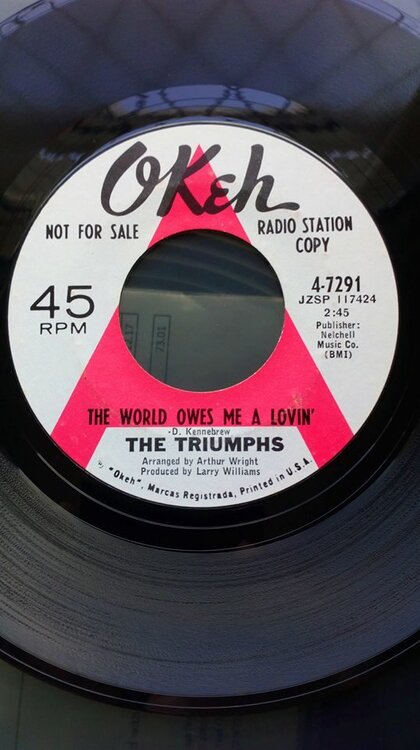 OKeh
NOT FOR SALE
RADIO STATION
COPY
45
RPM
4-7291
JZSP 117424
2:45
Publisher:
Nelchell
Music Co.
(BMI)
73.01
THE WORLD OWES ME A LOVIN'
-D. Kennebrew
THE TRIUMPHS
Arranged by Arthur Wright
Produced by Larry Williams
"Okeh", Marcas Registrada, Printed in U.S.A.